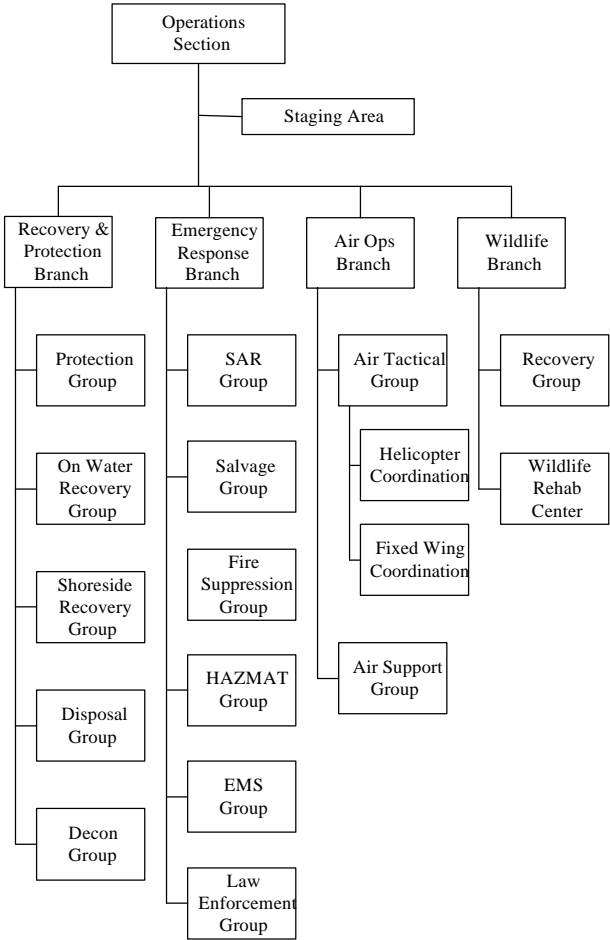 Operations
Section
Staging Area
Recovery &
Protection
Branch
Emergency
Response
Branch
Air Ops
Branch
Wildlife
Branch
Protection
Group
On Water
Recovery
Group
Shoreside
Recovery
Group
Disposal
Group
Decon
Group
SAR
Group
Salvage
Group
Fire
Suppression
Group
HAZMAT
Group
EMS
Group
Law
Enforcement
Group
Air Tactical
Group
Helicopter
Coordination
Fixed Wing
Coordination
Air Support
Group
Recovery
Group
Wildlife
Rehab
Center